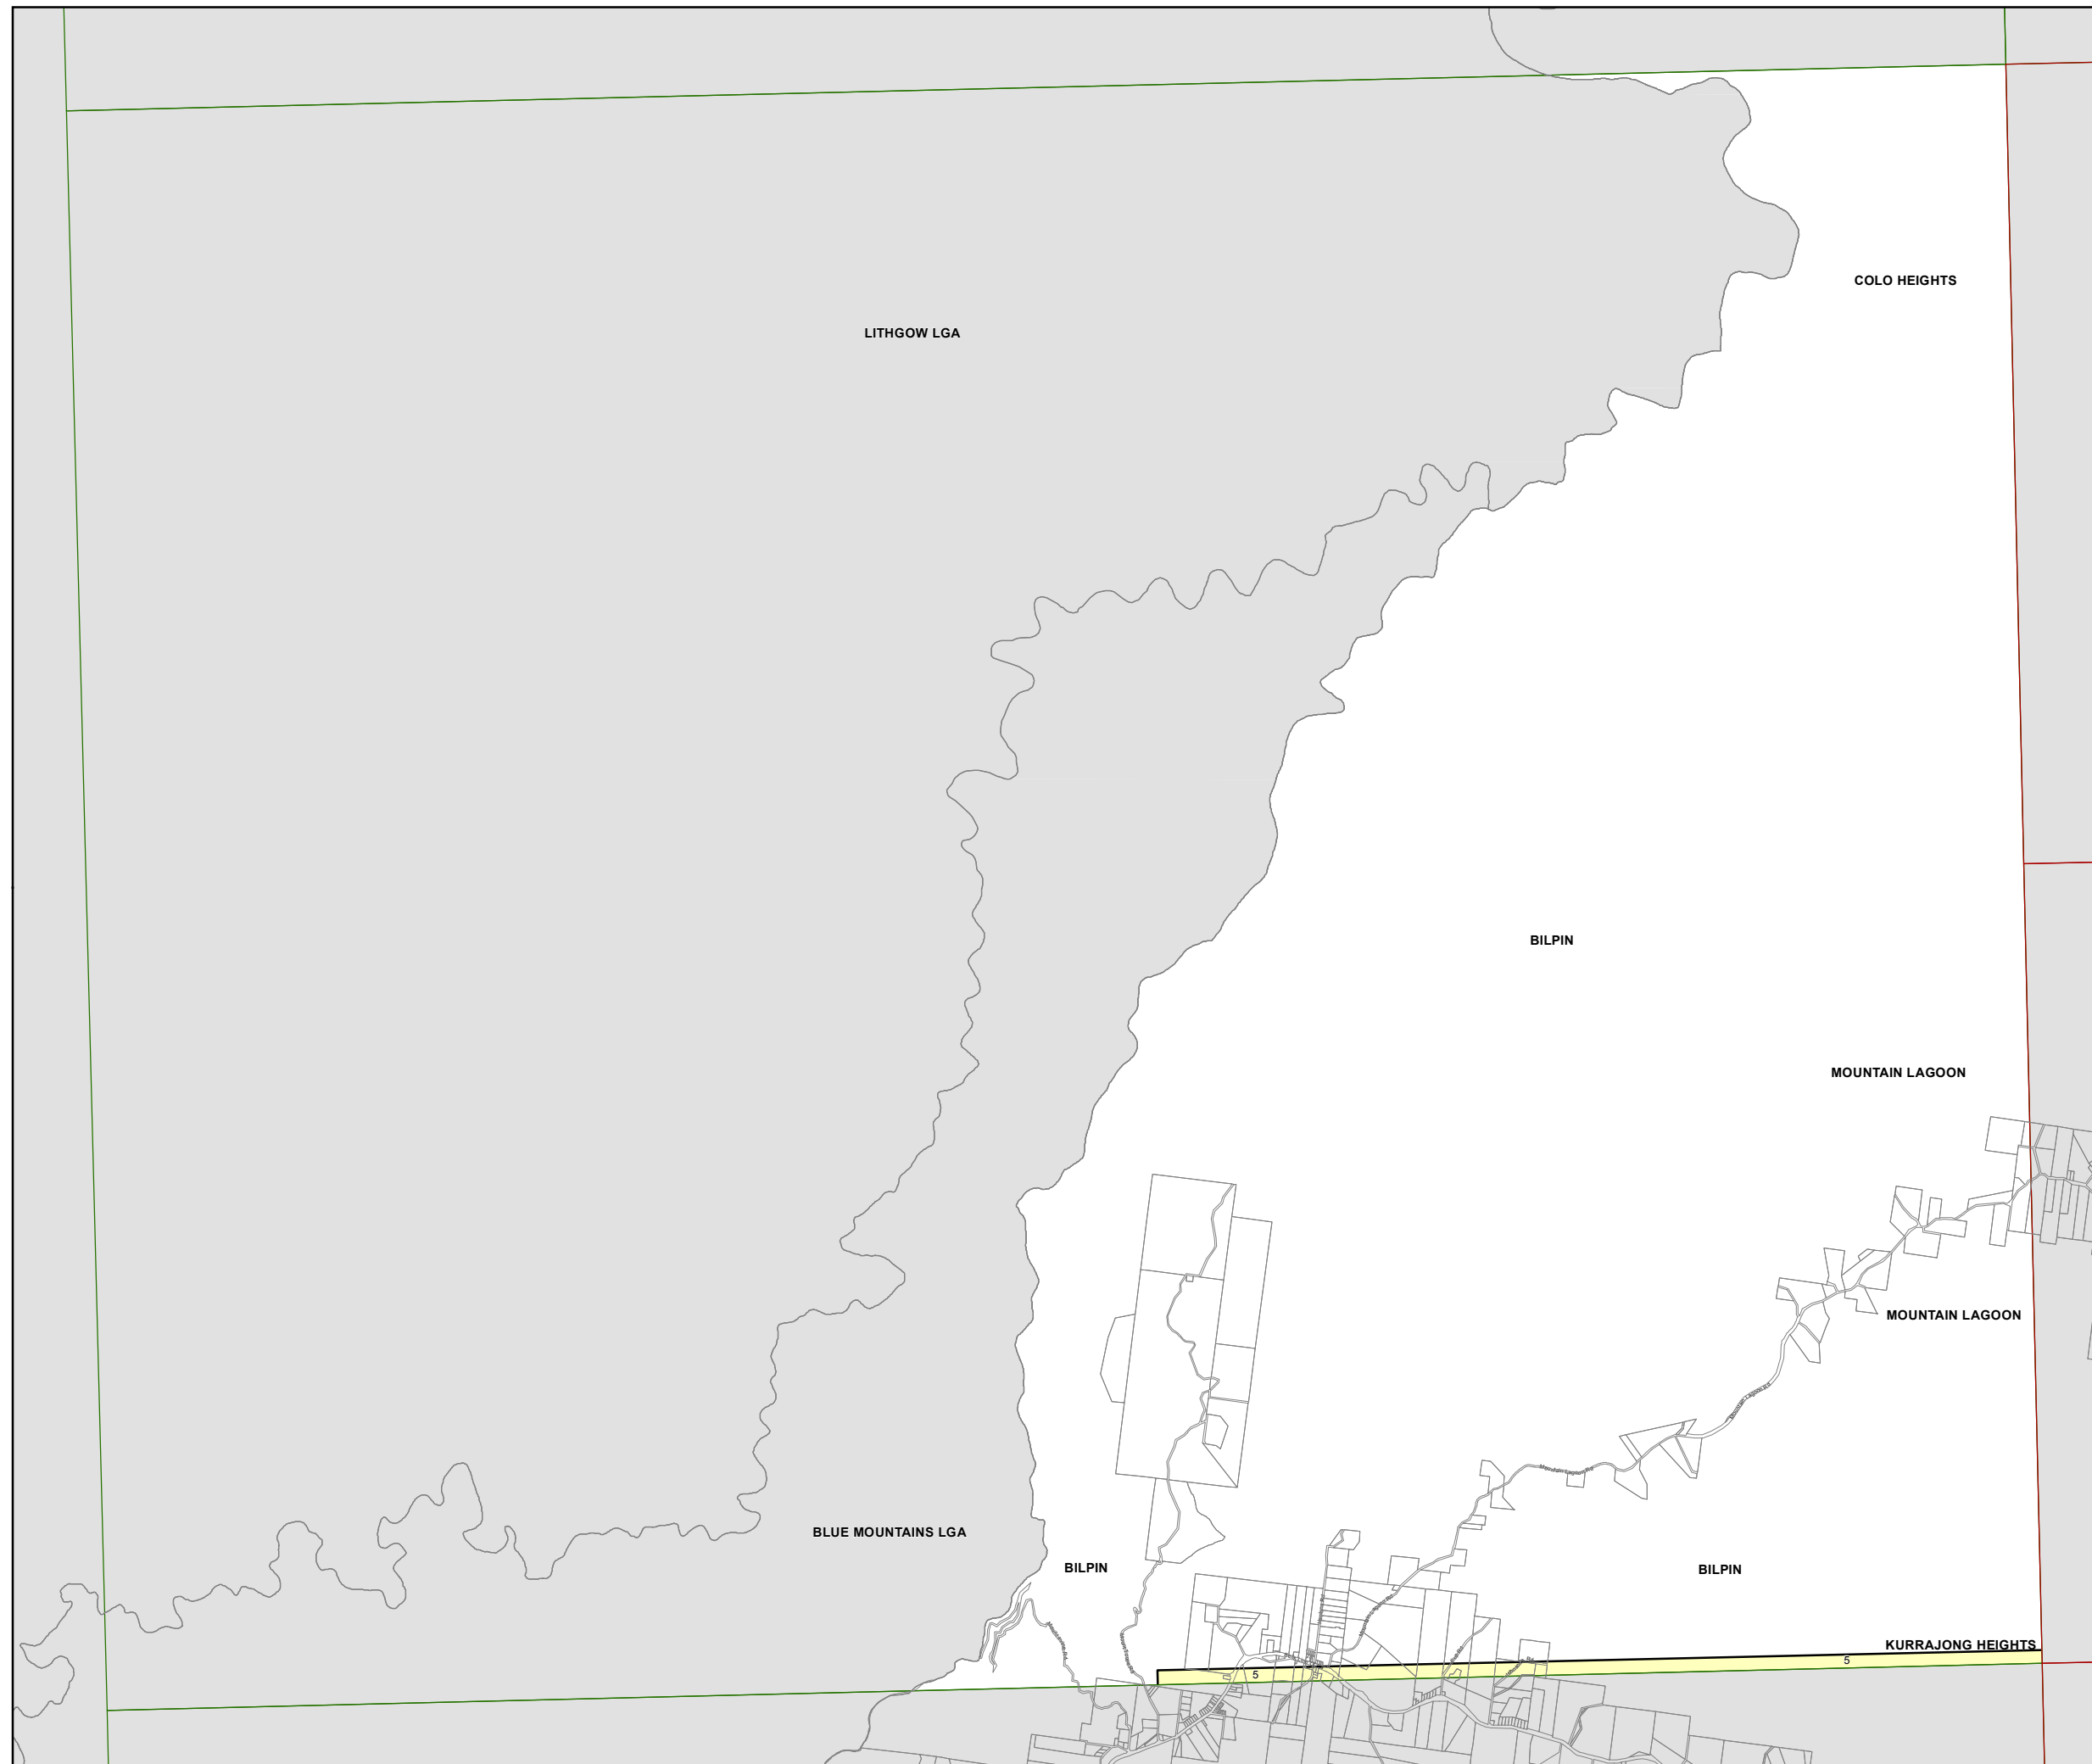 COLO HEIGHTS
LITHGOW LGA
BILPIN
MOUNTAIN LAGOON
MOUNTAIN LAGOON
BLUE MOUNTAINS LGA
BILPIN
BILPIN
KURRAJONG HEIGHTS
5
5